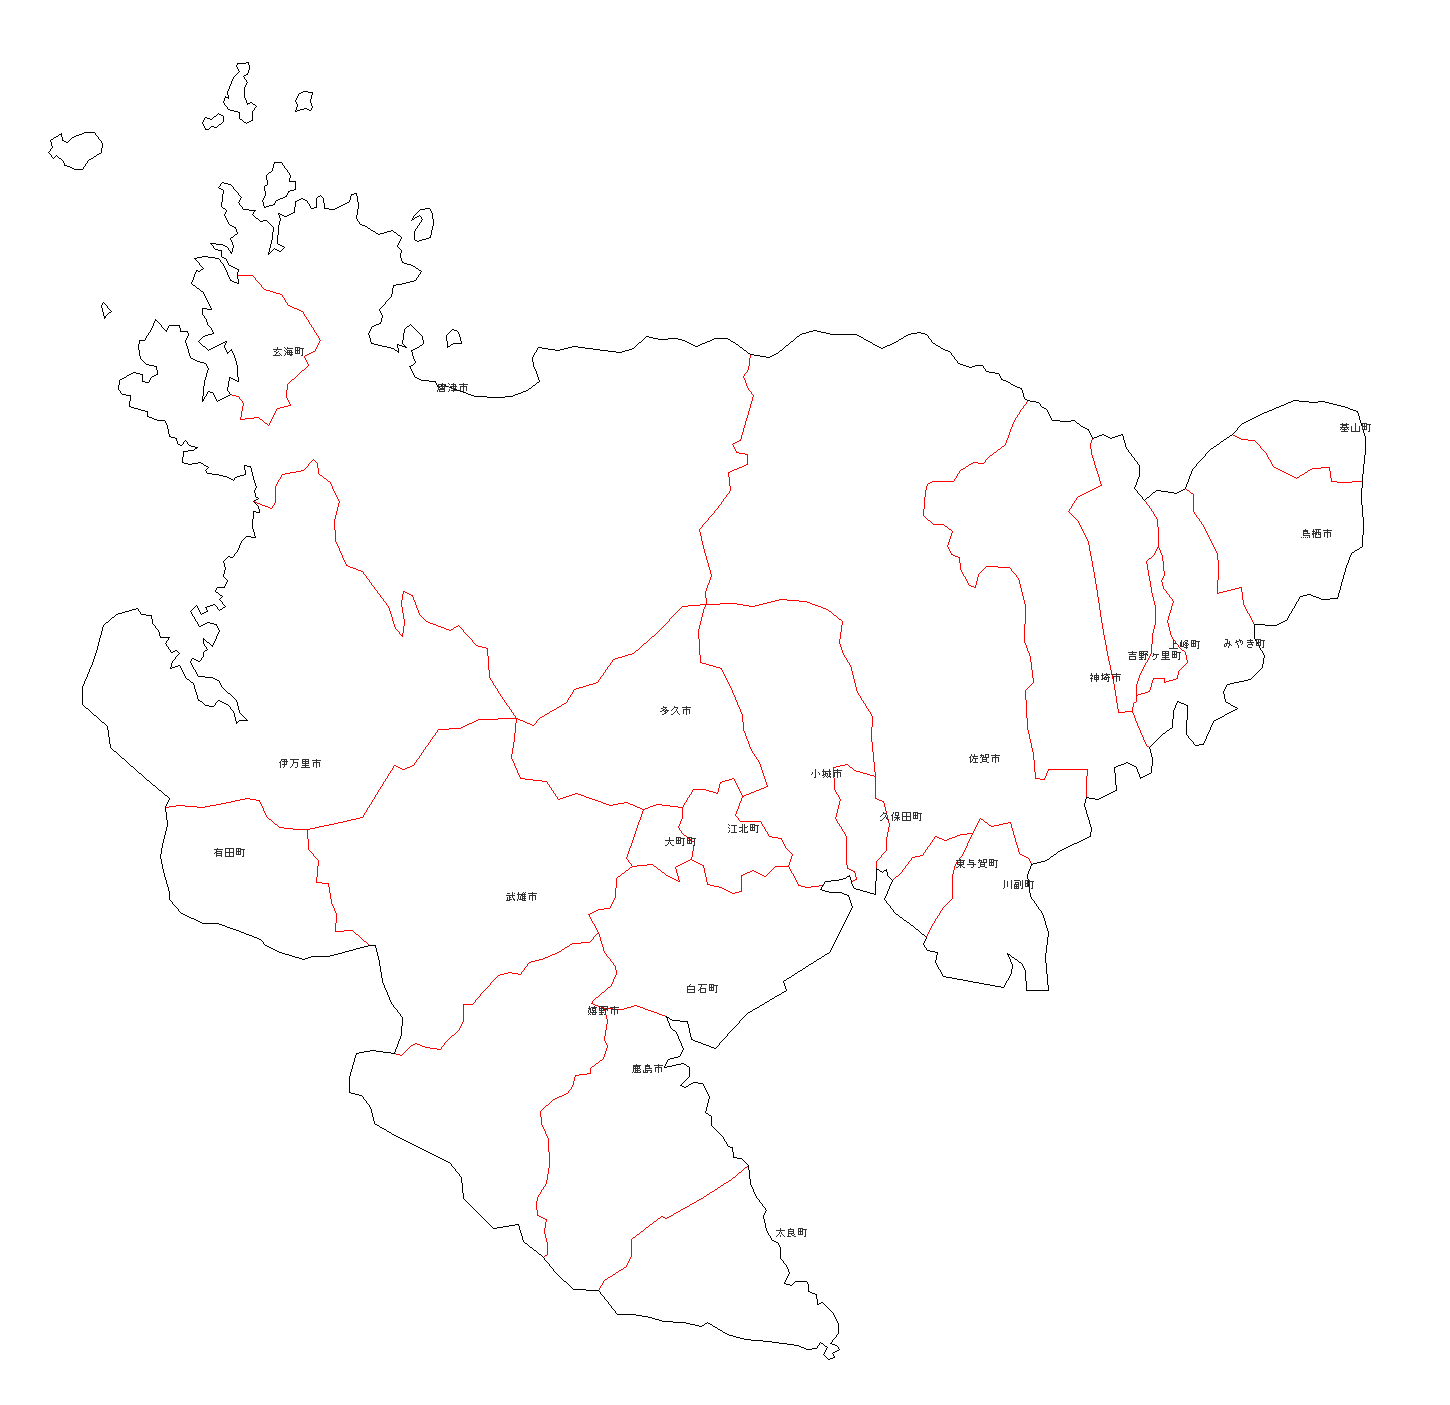 玄海町
唐津市
基山町
鳥栖市
上峰町
みやき町
吉野ヶ里町
神埼市
多久市
佐賀市
伊万里市
小城市
久保田町
江北町
大町町
有田町
東与賀町
川副町
武雄市
白石町
嬉野市
鹿島市
太良町